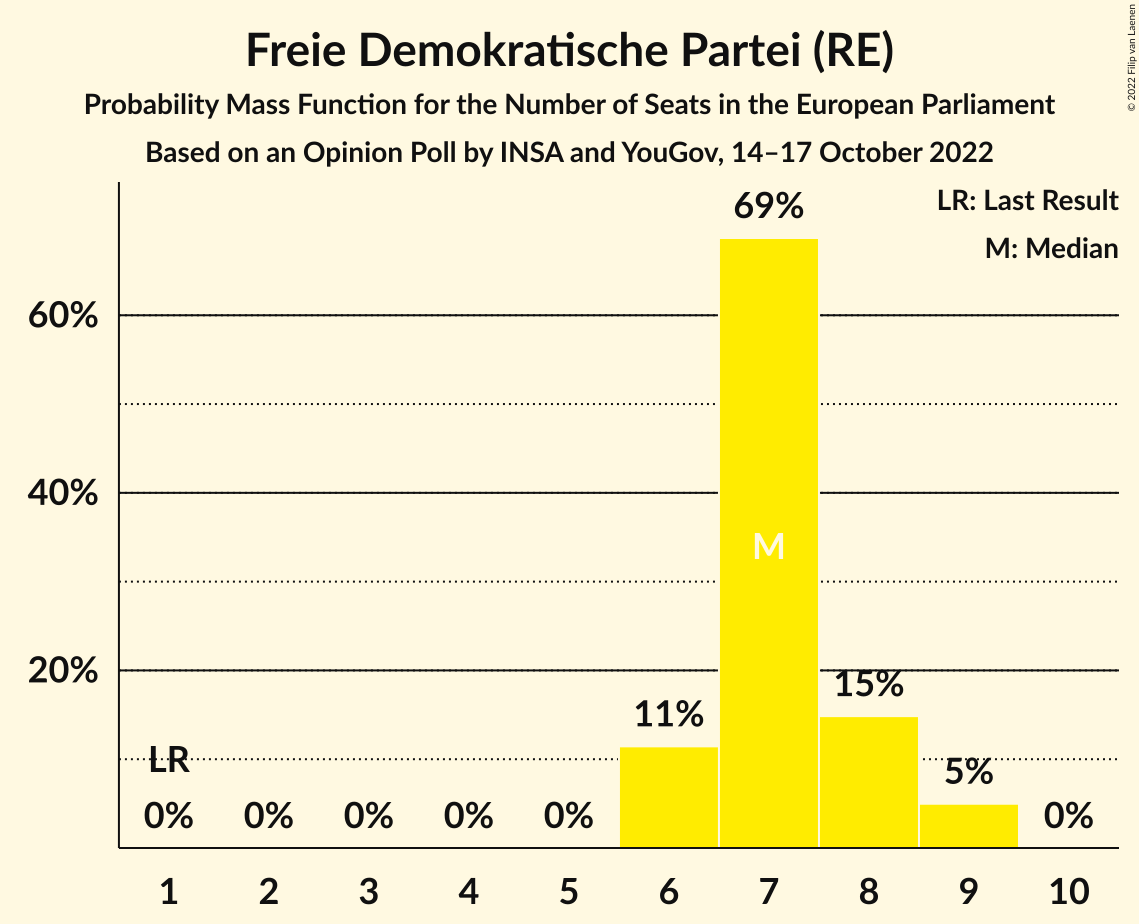 Freie Demokratische Partei (RE)
Probability Mass Function for the Number of Seats in the European Parliament
Based on an Opinion Poll by INSA and YouGov, 14–17 October 2022
© 2022 Filip van Laenen
LR: Last Result
M: Median
69%
60%
40%
M
20%
15%
11%
LR
5%
0% 0% 0% 0% 0% 0%
1 2 3 4 5 6 7 8 9 10